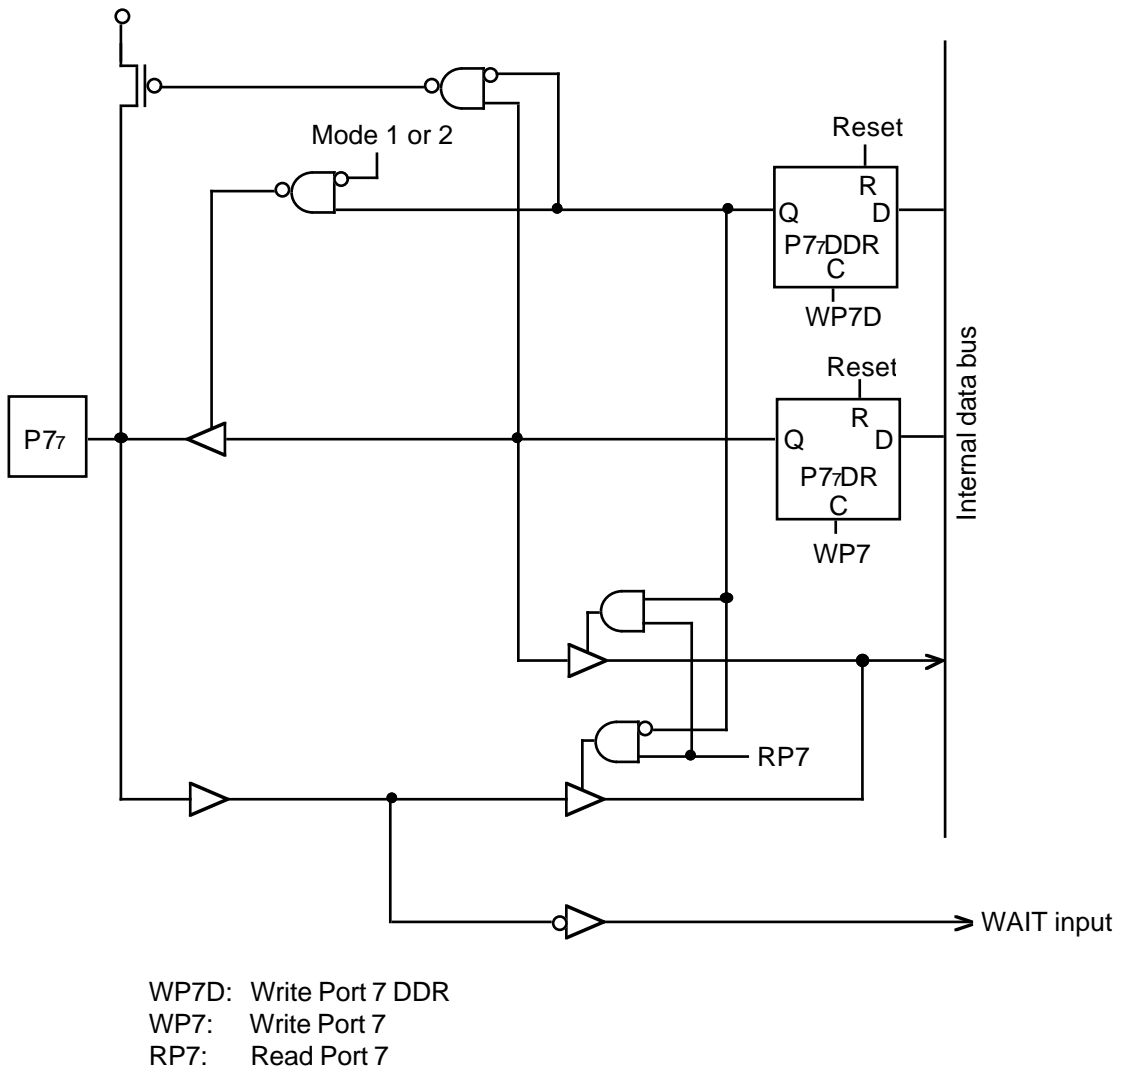 Mode 1 or 2
Reset
R
Q
D
P77DDR
C
WP7D
Reset
R
Q
D
P77DR
C
WP7
P77
Internal data bus
RP7
WAIT input
WP7D: Write Port 7 DDR
WP7: Write Port 7
RP7: Read Port 7